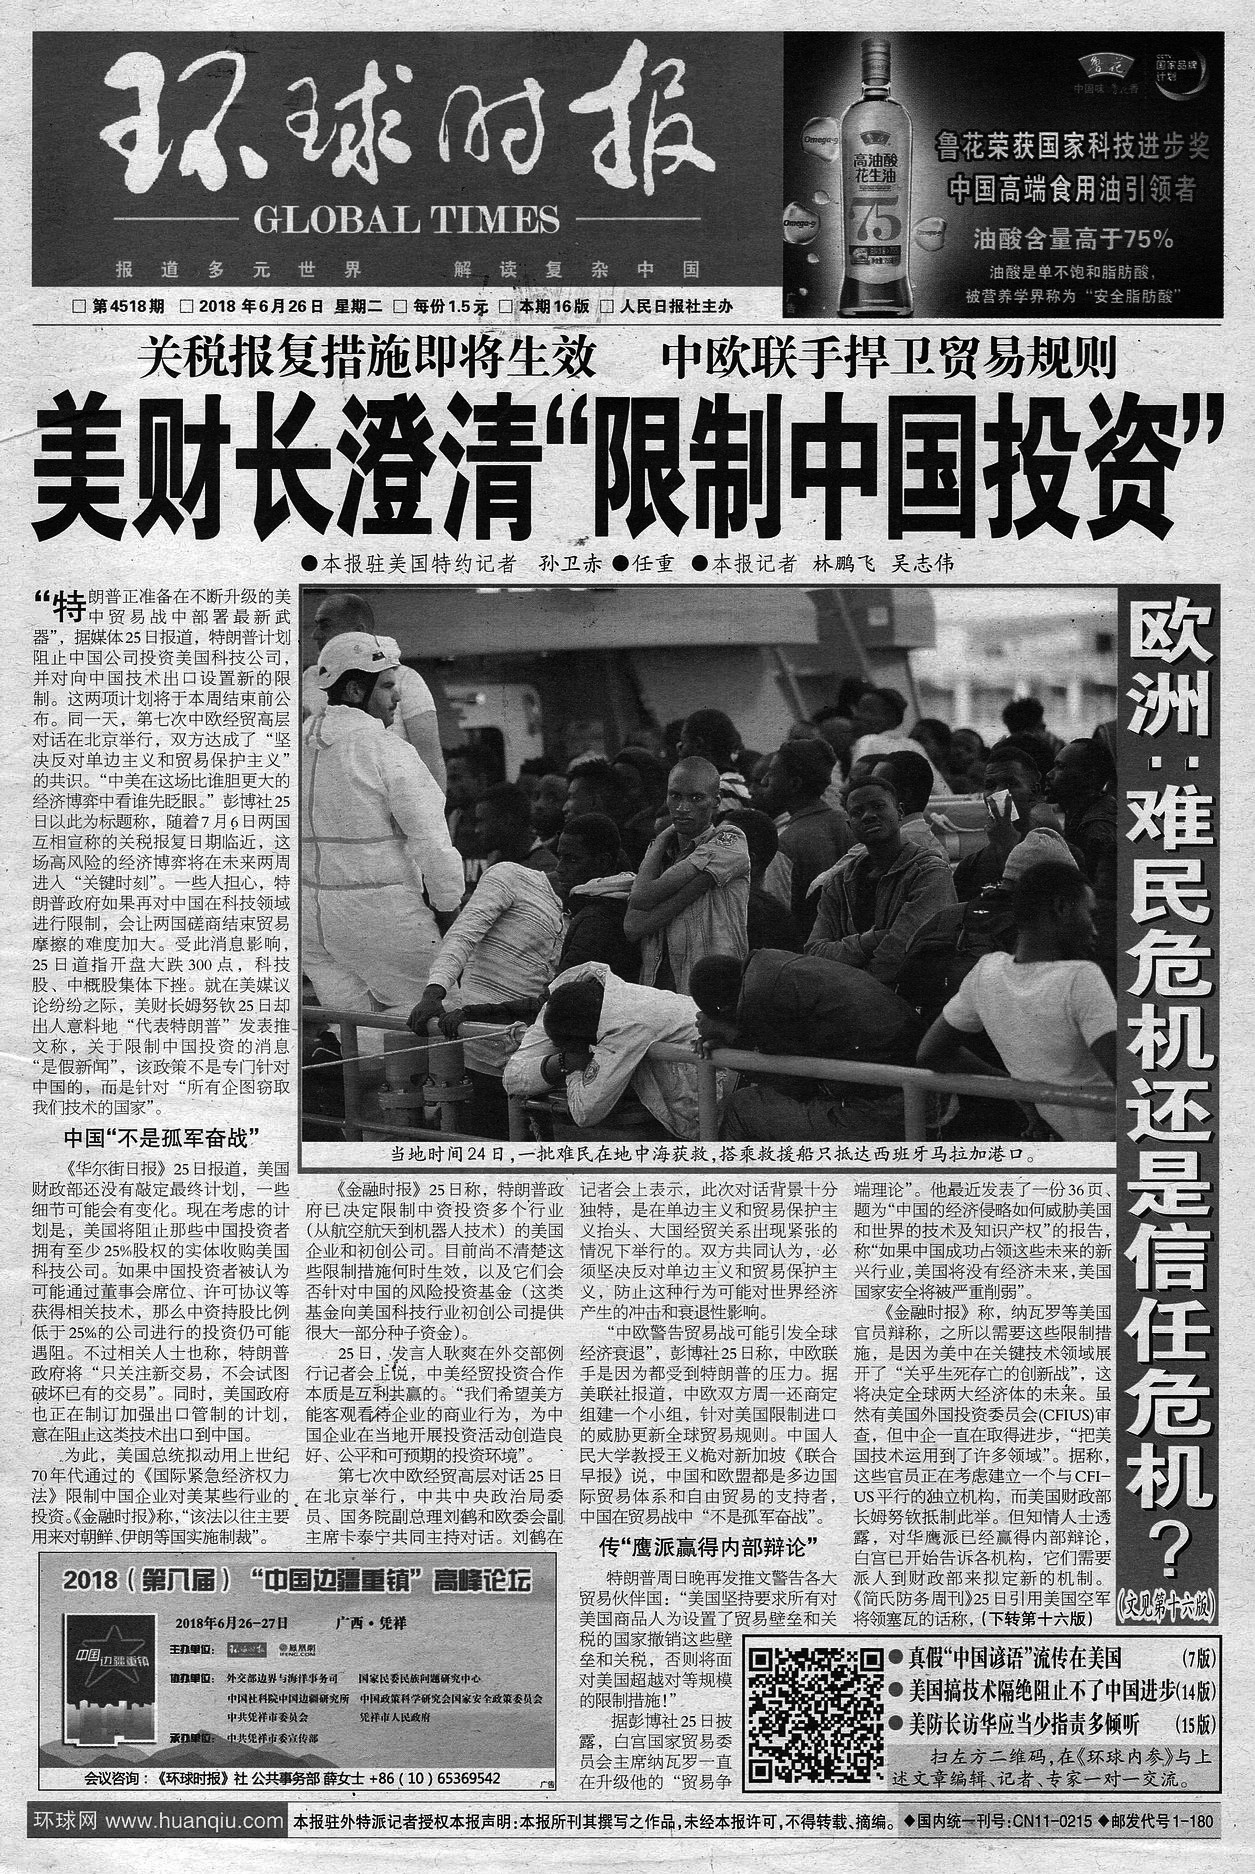 环球时报
GLOBAL TIMES
报道多元世界 解读复杂中国
鲁花
中国味 鲁花香
CCTV
国家品牌
计划
Omega-9
Omega-9
高油酸
花生油
75
鲁花荣获国家科技进步奖
中国高端食用油引领者
油酸含量高于75%
油酸是单不饱和脂肪酸，
被营养学界称为“安全脂肪酸”
广告
□ 第4518期 □ 2018 年6月26日 星期二 □ 每份1.5元 □ 本期16版 □ 人民日报社主办
关税报复措施即将生效 中欧联手捍卫贸易规则
美财长澄清“限制中国投资”
●本报驻美国特约记者 孙卫赤 ●任重 ●本报记者 林鹏飞 吴志伟
“特朗普正准备在不断升级的美
中贸易战中部署最新武
器”，据媒体25日报道，特朗普计划
阻止中国公司投资美国科技公司，
并对向中国技术出口设置新的限
制。这两项计划将于本周结束前公
布。同一天，第七次中欧经贸高层
对话在北京举行，双方达成了“坚
决反对单边主义和贸易保护主义”
的共识。“中美在这场比谁胆更大的
经济博弈中看谁先眨眼。”彭博社25
日以此为标题称，随着7月6日两国
互相宣称的关税报复日期临近，这
场高风险的经济博弈将在未来两周
进入“关键时刻”。一些人担心，特
朗普政府如果再对中国在科技领域
进行限制，会让两国磋商结束贸易
摩擦的难度加大。受此消息影响，
25日道指开盘大跌300点，科技
股、中概股集体下挫。就在美媒议
论纷纷之际，美财长姆努钦25日却
出人意料地“代表特朗普”发表推
文称，关于限制中国投资的消息
“是假新闻”，该政策不是专门针对
中国的，而是针对“所有企图窃取
我们技术的国家”。
中国“不是孤军奋战”
《华尔街日报》25日报道，美国
财政部还没有敲定最终计划，一些
细节可能会有变化。现在考虑的计
划是，美国将阻止那些中国投资者
拥有至少25%股权的实体收购美国
科技公司。如果中国投资者被认为
可能通过董事会席位、许可协议等
获得相关技术，那么中资持股比例
低于25%的公司进行的投资仍可能
遇阻。不过相关人士也称，特朗普
政府将“只关注新交易，不会试图
破坏已有的交易”。同时，美国政府
也正在制订加强出口管制的计划，
意在阻止这类技术出口到中国。
为此，美国总统拟动用上世纪
70年代通过的《国际紧急经济权力
法》限制中国企业对美某些行业的
投资。《金融时报》称，“该法以往主要
用来对朝鲜、伊朗等国实施制裁”。
当地时间24日，一批难民在地中海获救，搭乘救援船只抵达西班牙马拉加港口。
《金融时报》25日称，特朗普政
府已决定限制中资投资多个行业
（从航空航天到机器人技术）的美国
企业和初创公司。目前尚不清楚这
些限制措施何时生效，以及它们会
否针对中国的风险投资基金（这类
基金向美国科技行业初创公司提供
很大一部分种子资金）。
25日，发言人耿爽在外交部例
行记者会上说，中美经贸投资合作
本质是互利共赢的。“我们希望美方
能客观看待企业的商业行为，为中
国企业在当地开展投资活动创造良
好、公平和可预期的投资环境”。
第七次中欧经贸高层对话25日
在北京举行，中共中央政治局委
员、国务院副总理刘鹤和欧委会副
主席卡泰宁共同主持对话。刘鹤在
记者会上表示，此次对话背景十分
独特，是在单边主义和贸易保护主
义抬头、大国经贸关系出现紧张的
情况下举行的。双方共同认为，必
须坚决反对单边主义和贸易保护主
义，防止这种行为可能对世界经济
产生的冲击和衰退性影响。
“中欧警告贸易战可能引发全球
经济衰退”，彭博社25日称，中欧联
手是因为都受到特朗普的压力。据
美联社报道，中欧双方周一还商定
组建一个小组，针对美国限制进口
的威胁更新全球贸易规则。中国人
民大学教授王义桅对新加坡《联合
早报》说，中国和欧盟都是多边国
际贸易体系和自由贸易的支持者，
中国在贸易战中“不是孤军奋战”。
传“鹰派赢得内部辩论”
特朗普周日晚再发推文警告各大
贸易伙伴国：“美国坚持要求所有对
美国商品人为设置了贸易壁垒和关
税的国家撤销这些壁
垒和关税，否则将面
对美国超越对等规模
的限制措施！”
据彭博社25日披
露，白宫国家贸易委
员会主席纳瓦罗一直
在升级他的“贸易争
端理论”。他最近发表了一份36页、
题为“中国的经济侵略如何威胁美国
和世界的技术及知识产权”的报告，
称“如果中国成功占领这些未来的新
兴行业，美国将没有经济未来，美国
国家安全将被严重削弱”。
《金融时报》称，纳瓦罗等美国
官员辩称，之所以需要这些限制措
施，是因为美中在关键技术领域展
开了“关乎生死存亡的创新战”，这
将决定全球两大经济体的未来。虽
然有美国外国投资委员会(CFIUS)审
查，但中企一直在取得进步，“把美
国技术运用到了许多领域”。据称，
这些官员正在考虑建立一个与CFI-
US平行的独立机构，而美国财政部
长姆努钦抵制此举。但知情人士透
露，对华鹰派已经赢得内部辩论，
白宫已开始告诉各机构，它们需要
派人到财政部来拟定新的机制。
《简氏防务周刊》25日引用美国空军
将领塞瓦的话称，（下转第十六版）
欧洲：难民危机还是信任危机？
（文见第十六版）
2018（第八届）“中国边疆重镇”高峰论坛
2018年6月26-27日 广西·凭祥
中国边疆重镇
主办单位： 环球时报 凤凰网 IFENG.COM
协办单位： 外交部边界与海洋事务司 国家民委民族问题研究中心
中国社科院中国边疆研究所 中国政策科学研究会国家安全政策委员会
中共凭祥市委员会 凭祥市人民政府
承办单位： 中共凭祥市委宣传部
会议咨询：《环球时报》社 公共事务部 薛女士 +86（10）65369542
广告
●真假“中国谚语”流传在美国 (7版)
●美国搞技术隔绝阻止不了中国进步(14版)
●美防长访华应当少指责多倾听 (15版)
扫左方二维码，在《环球内参》与上
述文章编辑、记者、专家一对一交流。
环球网 www.huanqiu.com 本报驻外特派记者授权本报声明：本报所刊其撰写之作品，未经本报许可，不得转载、摘编。 ◆国内统一刊号：CN11-0215 ◆邮发代号1-180